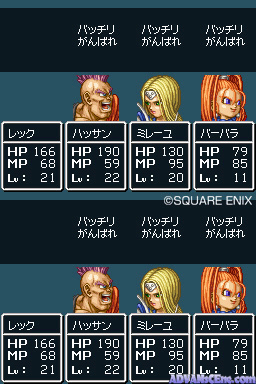 バッチリ バッチリ バッチリ
がんばれ がんばれ がんばれ
レック ハッサン ミレーユ バーバラ
HP 166 HP 190 HP 130 HP 79
MP 68 MP 59 MP 95 MP 85
Lv: 21 Lv: 22 Lv: 20 Lv: 11
©SQUARE ENIX
バッチリ バッチリ バッチリ
がんばれ がんばれ がんばれ
レック ハッサン ミレーユ バーバラ
HP 166 HP 190 HP 130 HP 79
MP 68 MP 59 MP 95 MP 85
Lv: 21 Lv: 22 Lv: 20 Lv: 11